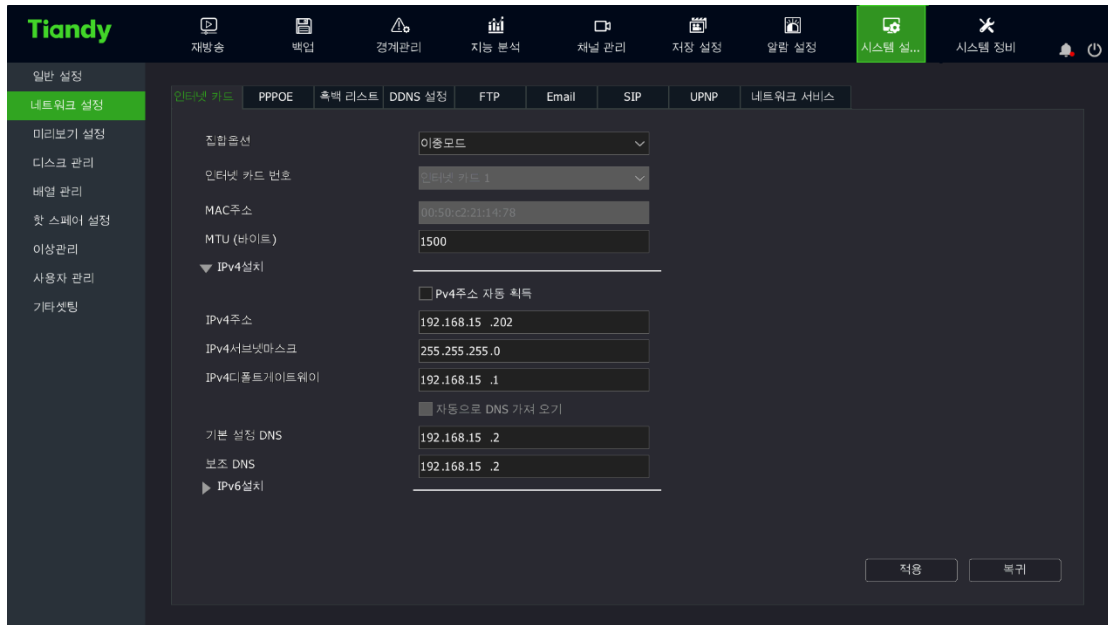 Tiandy
재방송 백업 경계관리 지능 분석 채널 관리 저장 설정 알람 설정 시스템 설... 시스템 정비
일반 설정
네트워크 설정
미리보기 설정
디스크 관리
배열 관리
핫 스페어 설정
이상관리
사용자 관리
기타셋팅
인터넷 카드 PPPOE 흑백 리스트 DDNS 설정 FTP Email SIP UPNP 네트워크 서비스
집합옵션 이중모드
인터넷 카드 번호 인터넷 카드 1
MAC주소 00:50:c2:21:14:78
MTU (바이트) 1500
IPv4설치
Pv4주소 자동 획득
IPv4주소 192.168.15 .202
IPv4서브넷마스크 255.255.255.0
IPv4디폴트게이트웨이 192.168.15 .1
자동으로 DNS 가져 오기
기본 설정 DNS 192.168.15 .2
보조 DNS 192.168.15 .2
IPv6설치
적용 복귀